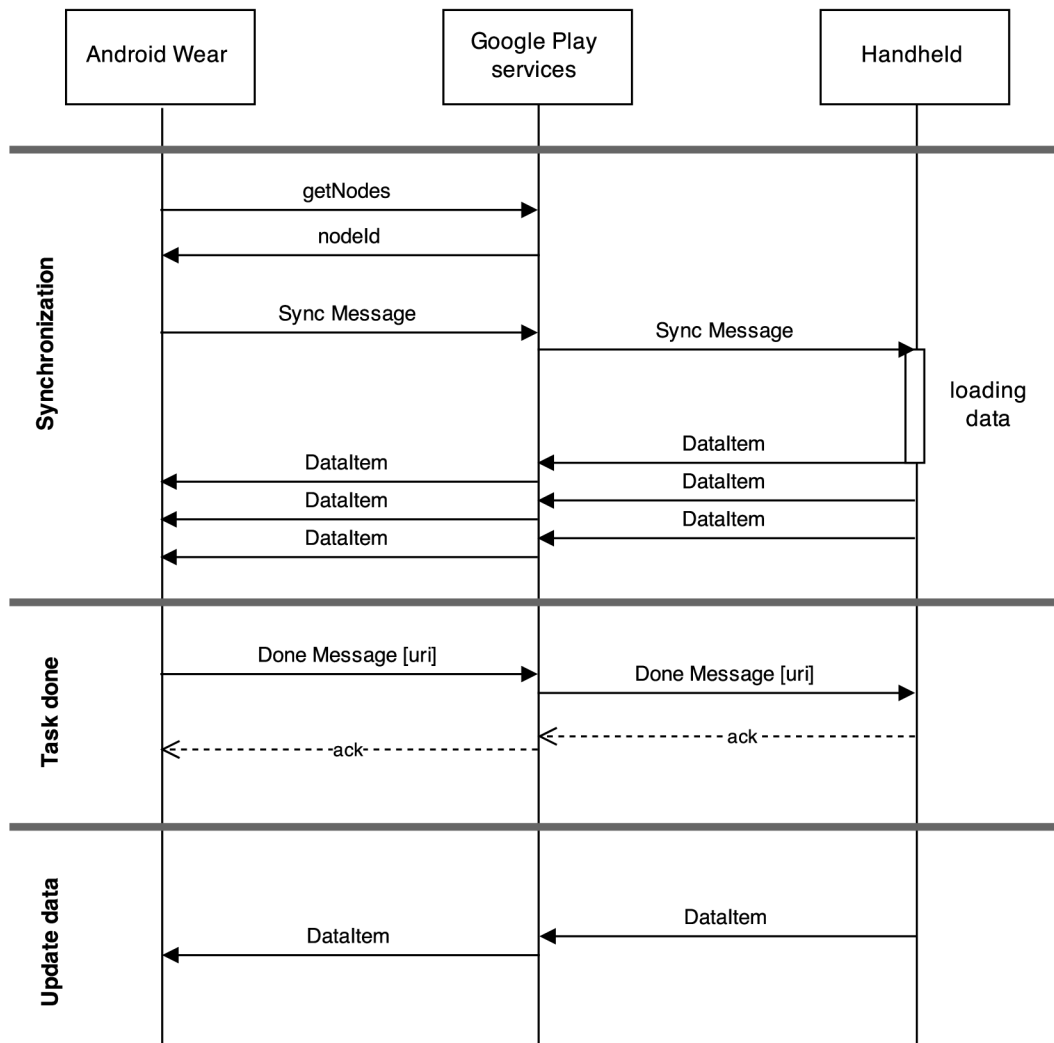 Android Wear
Google Play
services
Handheld
Synchronization
getNodes
nodeId
Sync Message
Sync Message
loading
data
DataItem
DataItem
DataItem
DataItem
DataItem
DataItem
Task done
Done Message [uri]
Done Message [uri]
ack
ack
Update data
DataItem
DataItem